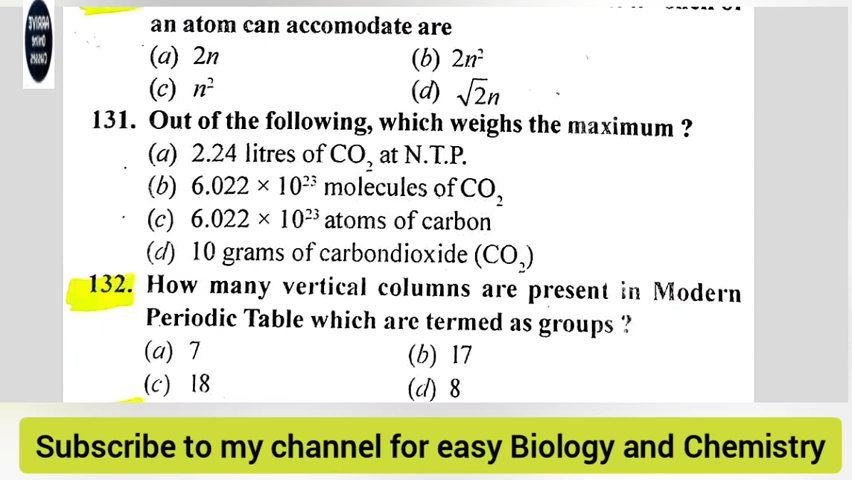 an atom can accomodate are
(a) 2n (b) 2n²
(c) n² (d) √2n
131. Out of the following, which weighs the maximum ?
(a) 2.24 litres of CO₂ at N.T.P.
(b) 6.022 × 10²³ molecules of CO₂
(c) 6.022 × 10²³ atoms of carbon
(d) 10 grams of carbondioxide (CO₂)
132. How many vertical columns are present in Modern
Periodic Table which are termed as groups ?
(a) 7 (b) 17
(c) 18 (d) 8
Subscribe to my channel for easy Biology and Chemistry